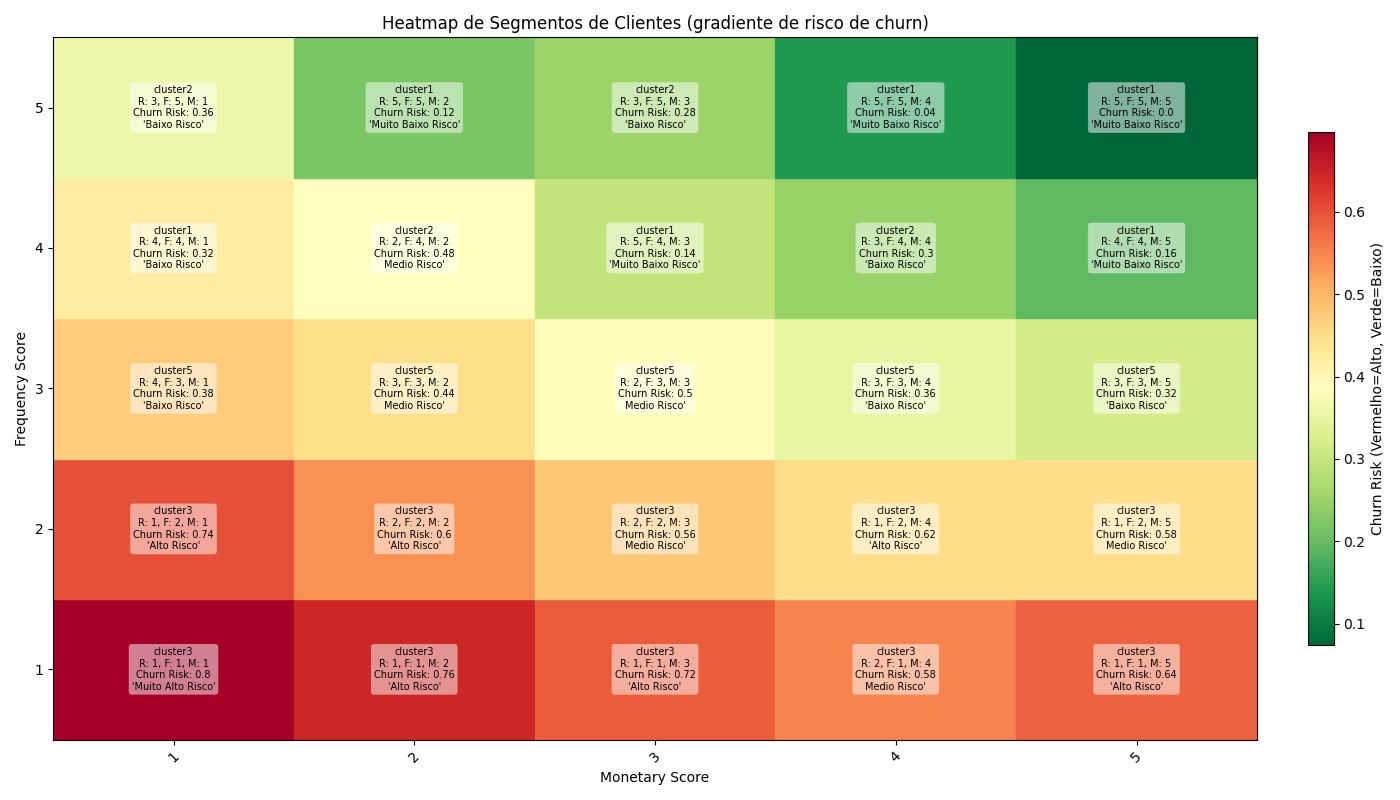 Heatmap de Segmentos de Clientes (gradiente de risco de churn)
Frequency Score
5
cluster2
R: 3, F: 5, M: 1
Churn Risk: 0.36
'Baixo Risco'
cluster1
R: 5, F: 5, M: 2
Churn Risk: 0.12
'Muito Baixo Risco'
cluster2
R: 3, F: 5, M: 3
Churn Risk: 0.28
'Baixo Risco'
cluster1
R: 5, F: 5, M: 4
Churn Risk: 0.04
'Muito Baixo Risco'
cluster1
R: 5, F: 5, M: 5
Churn Risk: 0.0
'Muito Baixo Risco'
4
cluster1
R: 4, F: 4, M: 1
Churn Risk: 0.32
'Baixo Risco'
cluster2
R: 2, F: 4, M: 2
Churn Risk: 0.48
Medio Risco'
cluster1
R: 5, F: 4, M: 3
Churn Risk: 0.14
'Muito Baixo Risco'
cluster2
R: 3, F: 4, M: 4
Churn Risk: 0.3
'Baixo Risco'
cluster1
R: 4, F: 4, M: 5
Churn Risk: 0.16
'Muito Baixo Risco'
3
cluster5
R: 4, F: 3, M: 1
Churn Risk: 0.38
'Baixo Risco'
cluster5
R: 3, F: 3, M: 2
Churn Risk: 0.44
Medio Risco'
cluster5
R: 2, F: 3, M: 3
Churn Risk: 0.5
Medio Risco'
cluster5
R: 3, F: 3, M: 4
Churn Risk: 0.36
'Baixo Risco'
cluster5
R: 3, F: 3, M: 5
Churn Risk: 0.32
'Baixo Risco'
2
cluster3
R: 1, F: 2, M: 1
Churn Risk: 0.74
'Alto Risco'
cluster3
R: 2, F: 2, M: 2
Churn Risk: 0.6
'Alto Risco'
cluster3
R: 2, F: 2, M: 3
Churn Risk: 0.56
Medio Risco'
cluster3
R: 1, F: 2, M: 4
Churn Risk: 0.62
'Alto Risco'
cluster3
R: 1, F: 2, M: 5
Churn Risk: 0.58
Medio Risco'
1
cluster3
R: 1, F: 1, M: 1
Churn Risk: 0.8
'Muito Alto Risco'
cluster3
R: 1, F: 1, M: 2
Churn Risk: 0.76
'Alto Risco'
cluster3
R: 1, F: 1, M: 3
Churn Risk: 0.72
'Alto Risco'
cluster3
R: 2, F: 1, M: 4
Churn Risk: 0.58
Medio Risco'
cluster3
R: 1, F: 1, M: 5
Churn Risk: 0.64
'Alto Risco'
1
2
3
4
5
Monetary Score
0.6
0.5
0.4
0.3
0.2
0.1
Churn Risk (Vermelho=Alto, Verde=Baixo)